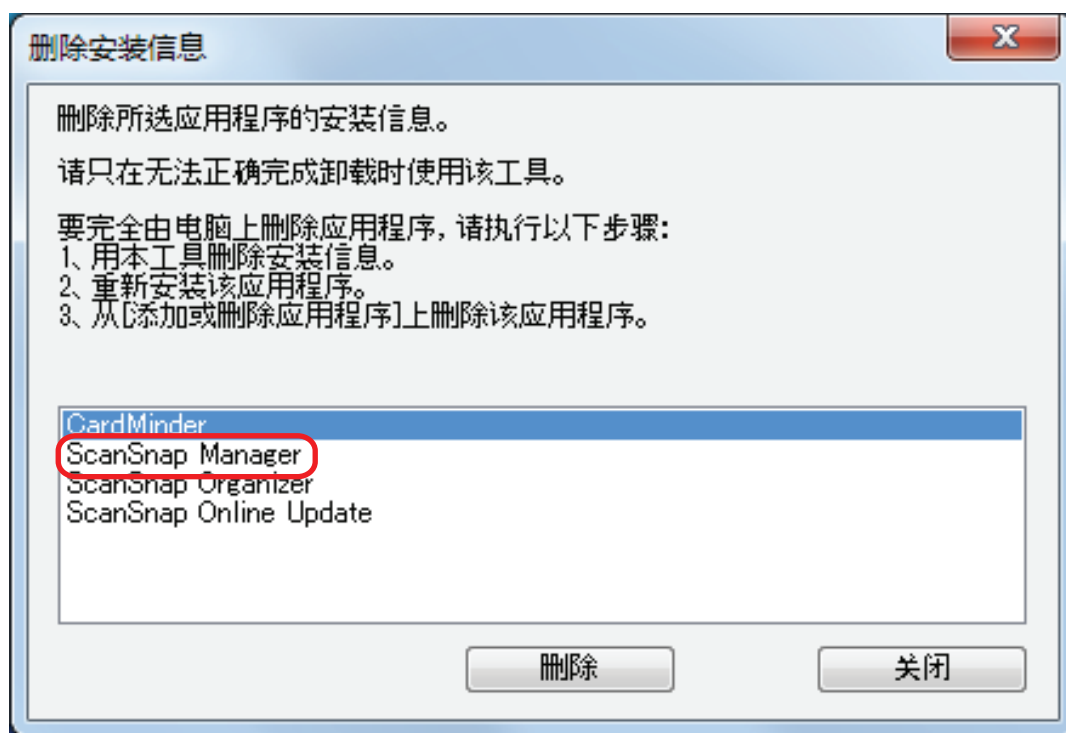 删除安装信息
删除所选应用程序的安装信息。
请只在无法正确完成卸载时使用该工具。
要完全由电脑上删除应用程序, 请执行以下步骤:
1、用本工具删除安装信息。
2、重新安装该应用程序。
3、从[添加或删除应用程序]上删除该应用程序。
CardMinder
ScanSnap Manager
ScanSnap Organizer
ScanSnap Online Update
删除
关闭